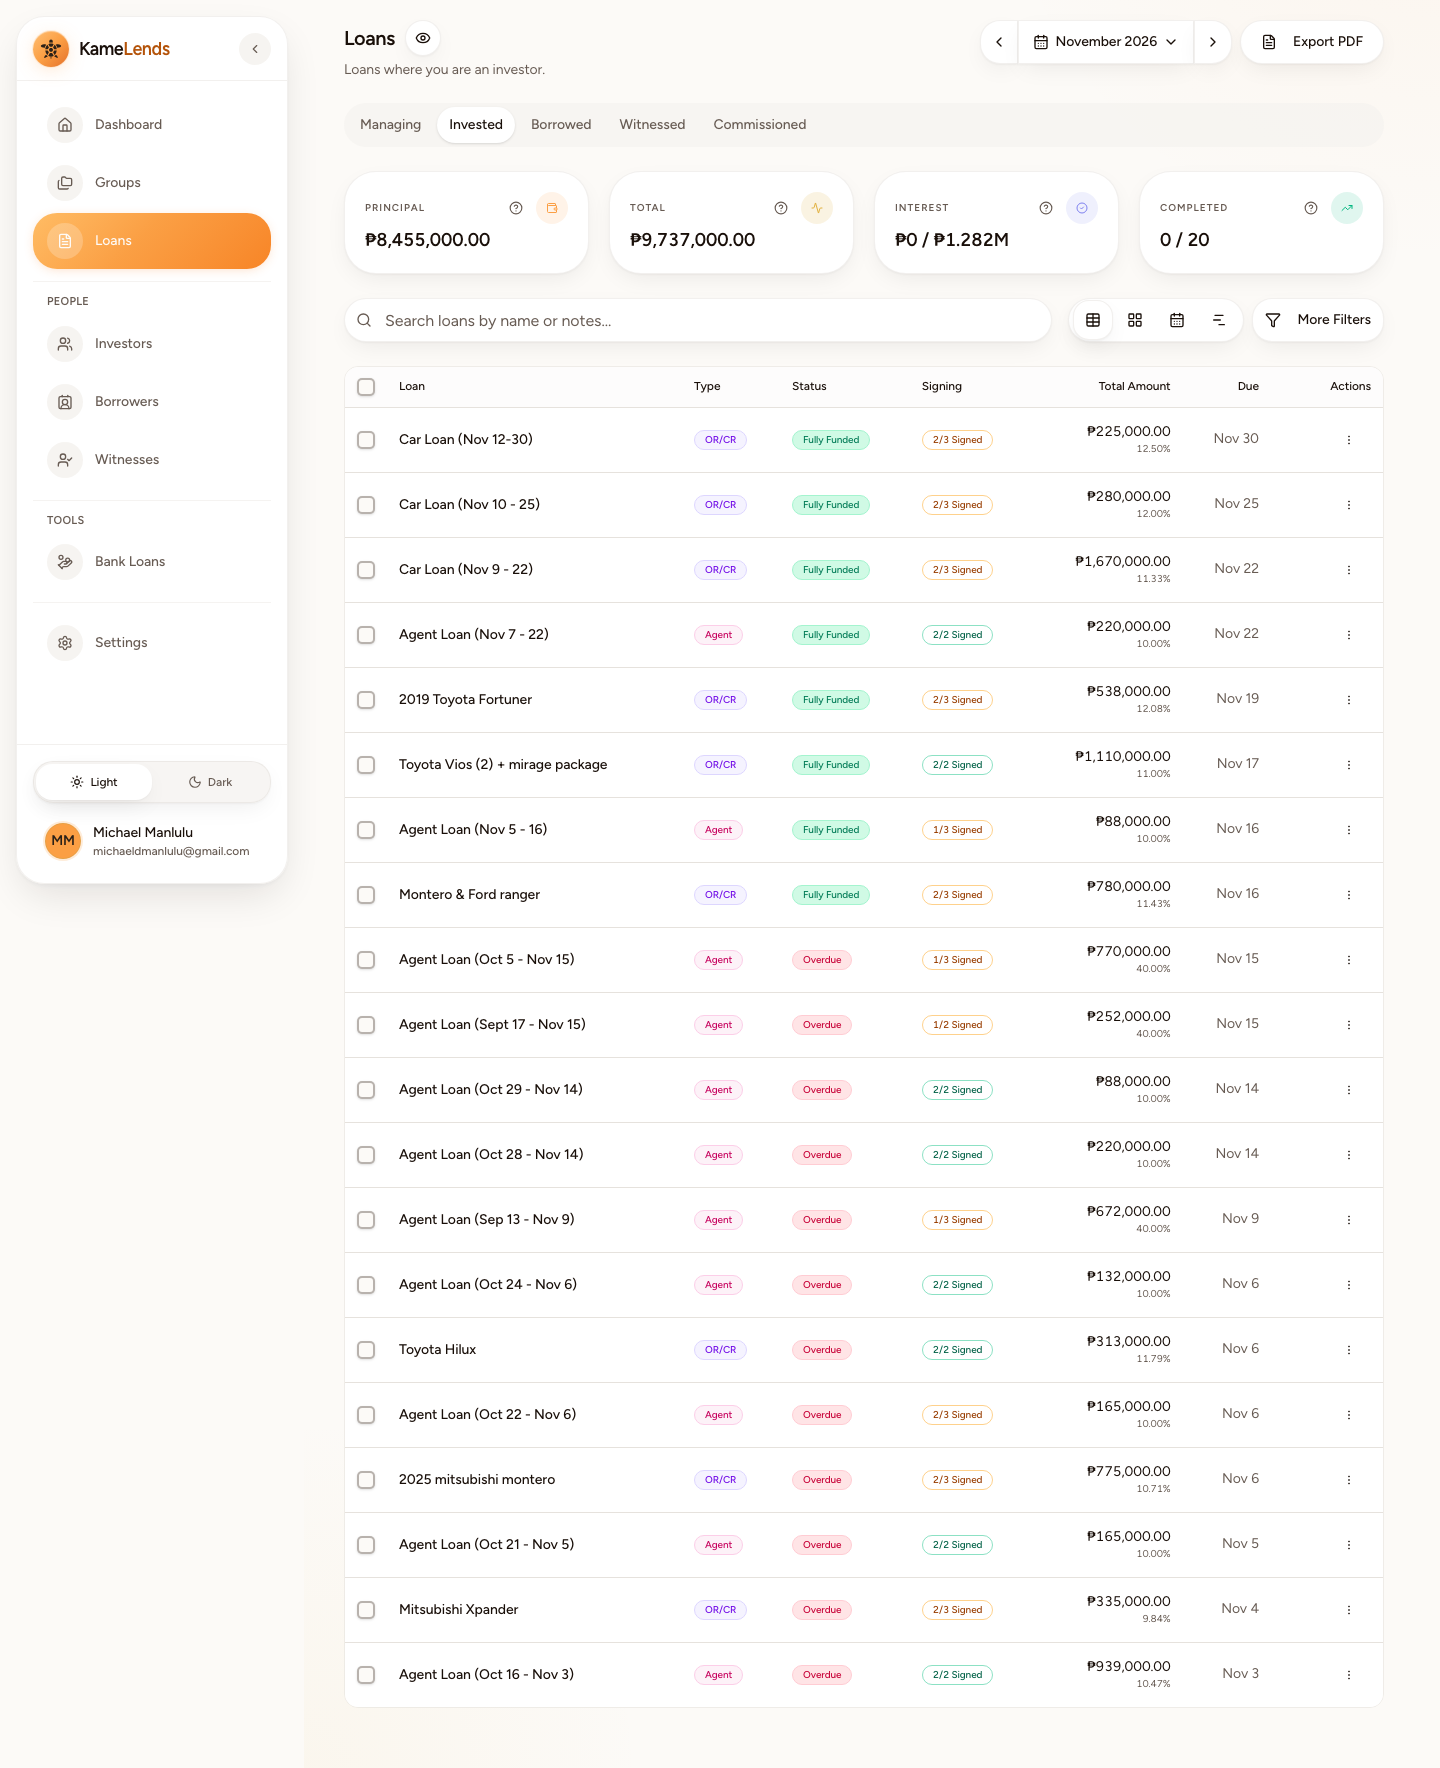 KameLends
Dashboard
Groups
Loans
PEOPLE
Investors
Borrowers
Witnesses
TOOLS
Bank Loans
Settings
Light Dark
MM
Michael Manlulu
michaeldmanlulu@gmail.com
Loans
Loans where you are an investor.
November 2026
Export PDF
Managing Invested Borrowed Witnessed Commissioned
PRINCIPAL
₱8,455,000.00
TOTAL
₱9,737,000.00
INTEREST
₱0 / ₱1.282M
COMPLETED
0 / 20
Search loans by name or notes...
More Filters
Loan Type Status Signing Total Amount Due Actions
Car Loan (Nov 12-30) OR/CR Fully Funded 2/3 Signed ₱225,000.00 Nov 30
12.50%
Car Loan (Nov 10 - 25) OR/CR Fully Funded 2/3 Signed ₱280,000.00 Nov 25
12.00%
Car Loan (Nov 9 - 22) OR/CR Fully Funded 2/3 Signed ₱1,670,000.00 Nov 22
11.33%
Agent Loan (Nov 7 - 22) Agent Fully Funded 2/2 Signed ₱220,000.00 Nov 22
10.00%
2019 Toyota Fortuner OR/CR Fully Funded 2/3 Signed ₱538,000.00 Nov 19
12.08%
Toyota Vios (2) + mirage package OR/CR Fully Funded 2/2 Signed ₱1,110,000.00 Nov 17
11.00%
Agent Loan (Nov 5 - 16) Agent Fully Funded 1/3 Signed ₱88,000.00 Nov 16
10.00%
Montero & Ford ranger OR/CR Fully Funded 2/3 Signed ₱780,000.00 Nov 16
11.43%
Agent Loan (Oct 5 - Nov 15) Agent Overdue 1/3 Signed ₱770,000.00 Nov 15
40.00%
Agent Loan (Sept 17 - Nov 15) Agent Overdue 1/2 Signed ₱252,000.00 Nov 15
40.00%
Agent Loan (Oct 29 - Nov 14) Agent Overdue 2/2 Signed ₱88,000.00 Nov 14
10.00%
Agent Loan (Oct 28 - Nov 14) Agent Overdue 2/2 Signed ₱220,000.00 Nov 14
10.00%
Agent Loan (Sep 13 - Nov 9) Agent Overdue 1/3 Signed ₱672,000.00 Nov 9
40.00%
Agent Loan (Oct 24 - Nov 6) Agent Overdue 2/2 Signed ₱132,000.00 Nov 6
10.00%
Toyota Hilux OR/CR Overdue 2/2 Signed ₱313,000.00 Nov 6
11.79%
Agent Loan (Oct 22 - Nov 6) Agent Overdue 2/3 Signed ₱165,000.00 Nov 6
10.00%
2025 mitsubishi montero OR/CR Overdue 2/3 Signed ₱775,000.00 Nov 6
10.71%
Agent Loan (Oct 21 - Nov 5) Agent Overdue 2/2 Signed ₱165,000.00 Nov 5
10.00%
Mitsubishi Xpander OR/CR Overdue 2/3 Signed ₱335,000.00 Nov 4
9.84%
Agent Loan (Oct 16 - Nov 3) Agent Overdue 2/2 Signed ₱939,000.00 Nov 3
10.47%